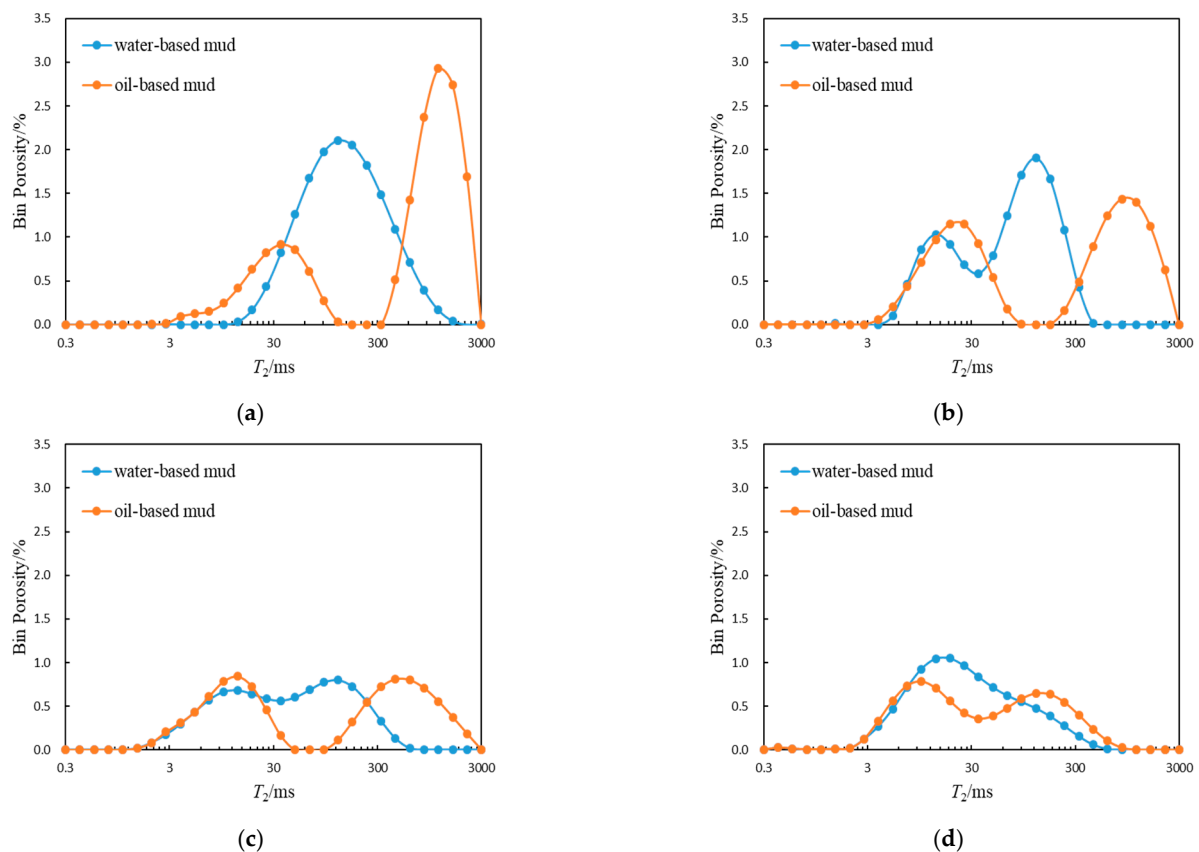 3.5
3.0
2.5
2.0
1.5
1.0
0.5
0.0
Bin Porosity/%
water-based mud
oil-based mud
0.3 3 30 300 3000
T2/ms
(a)
3.5
3.0
2.5
2.0
1.5
1.0
0.5
0.0
Bin Porosity/%
water-based mud
oil-based mud
0.3 3 30 300 3000
T2/ms
(b)
3.5
3.0
2.5
2.0
1.5
1.0
0.5
0.0
Bin Porosity/%
water-based mud
oil-based mud
0.3 3 30 300 3000
T2/ms
(c)
3.5
3.0
2.5
2.0
1.5
1.0
0.5
0.0
Bin Porosity/%
water-based mud
oil-based mud
0.3 3 30 300 3000
T2/ms
(d)